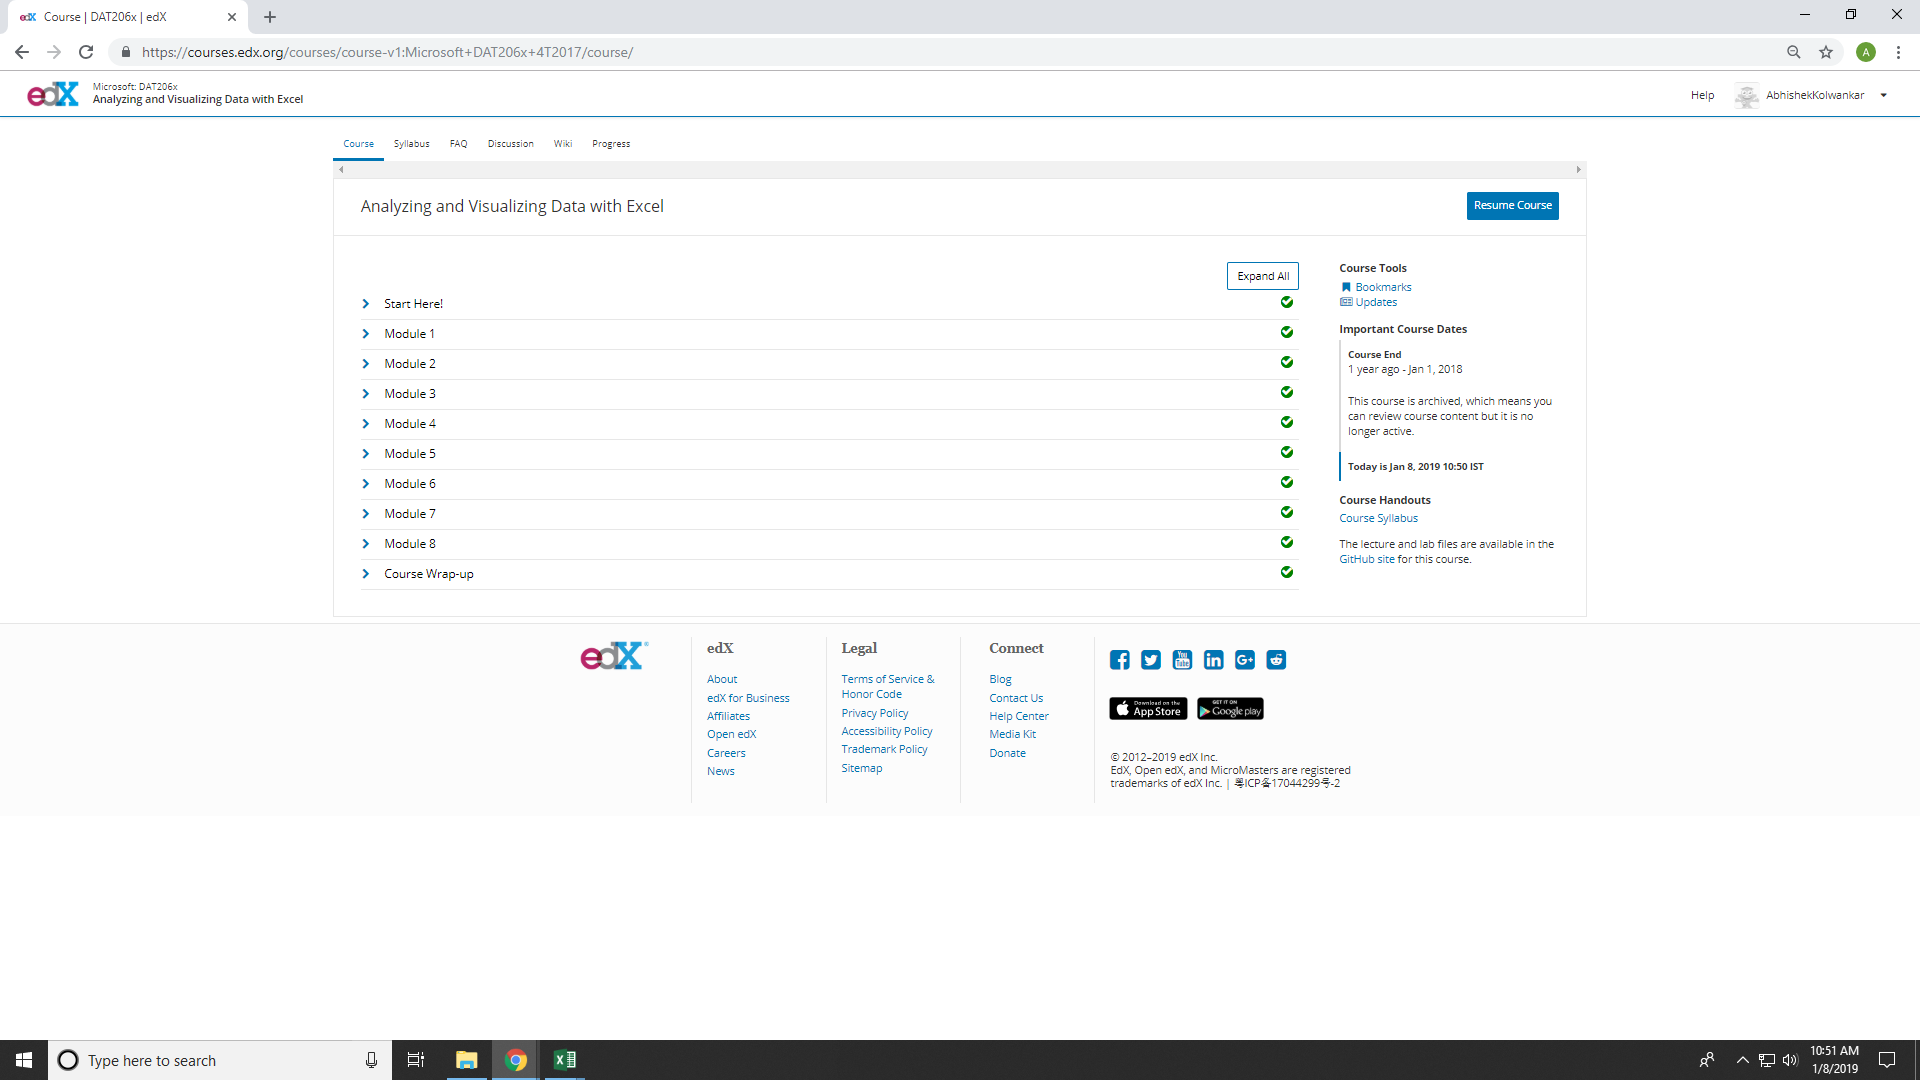 edX Course | DAT206x | edX
https://courses.edx.org/courses/course-v1:Microsoft+DAT206x+4T2017/course/
A
edX
Microsoft: DAT206x
Analyzing and Visualizing Data with Excel
Help
AbhishekKolwankar
Course Syllabus FAQ Discussion Wiki Progress
Analyzing and Visualizing Data with Excel
Resume Course
Expand All
Start Here!
Module 1
Module 2
Module 3
Module 4
Module 5
Module 6
Module 7
Module 8
Course Wrap-up
Course Tools
Bookmarks
Updates
Important Course Dates
Course End
1 year ago - Jan 1, 2018
This course is archived, which means you
can review course content but it is no
longer active.
Today is Jan 8, 2019 10:50 IST
Course Handouts
Course Syllabus
The lecture and lab files are available in the
GitHub site for this course.
edX
edX
About
edX for Business
Affiliates
Open edX
Careers
News
Legal
Terms of Service &
Honor Code
Privacy Policy
Accessibility Policy
Trademark Policy
Sitemap
Connect
Blog
Contact Us
Help Center
Media Kit
Donate
You
Tube
in
G+
Download on the
App Store
GET IT ON
Google play
© 2012–2019 edX Inc.
EdX, Open edX, and MicroMasters are registered
trademarks of edX Inc. | 粤ICP备17044299号-2
Type here to search
10:51 AM
1/8/2019